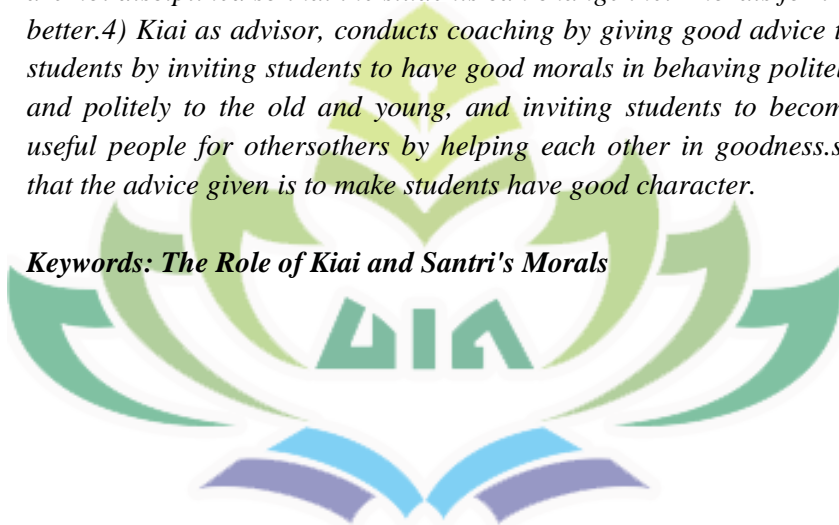 better.4) Kiai as advisor, conducts coaching by giving good advice
students by inviting students to have good morals in behaving
and politely to the old and young, and inviting students to
useful people for othersothers by helping each other in goodness.s
that the advice given is to make students have good character.
Keywords: The Role of Kiai and Santri's Morals
UIN